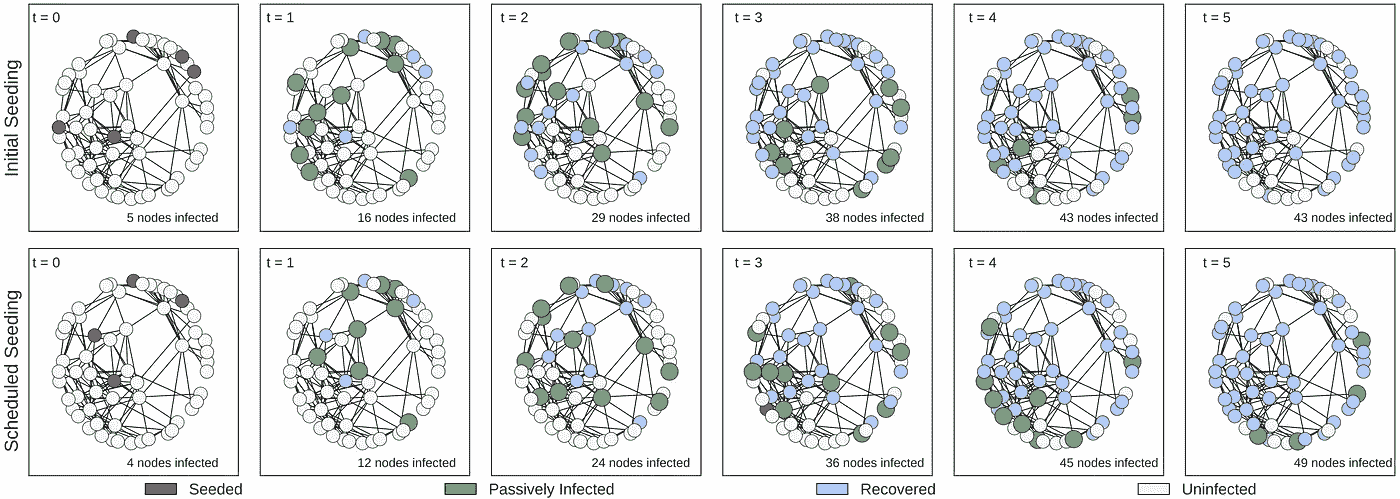 Initial Seeding
t = 0
5 nodes infected
t = 1
16 nodes infected
t = 2
29 nodes infected
t = 3
38 nodes infected
t = 4
43 nodes infected
t = 5
43 nodes infected
Scheduled Seeding
t = 0
4 nodes infected
t = 1
12 nodes infected
t = 2
24 nodes infected
t = 3
36 nodes infected
t = 4
45 nodes infected
t = 5
49 nodes infected
Seeded
Passively Infected
Recovered
Uninfected